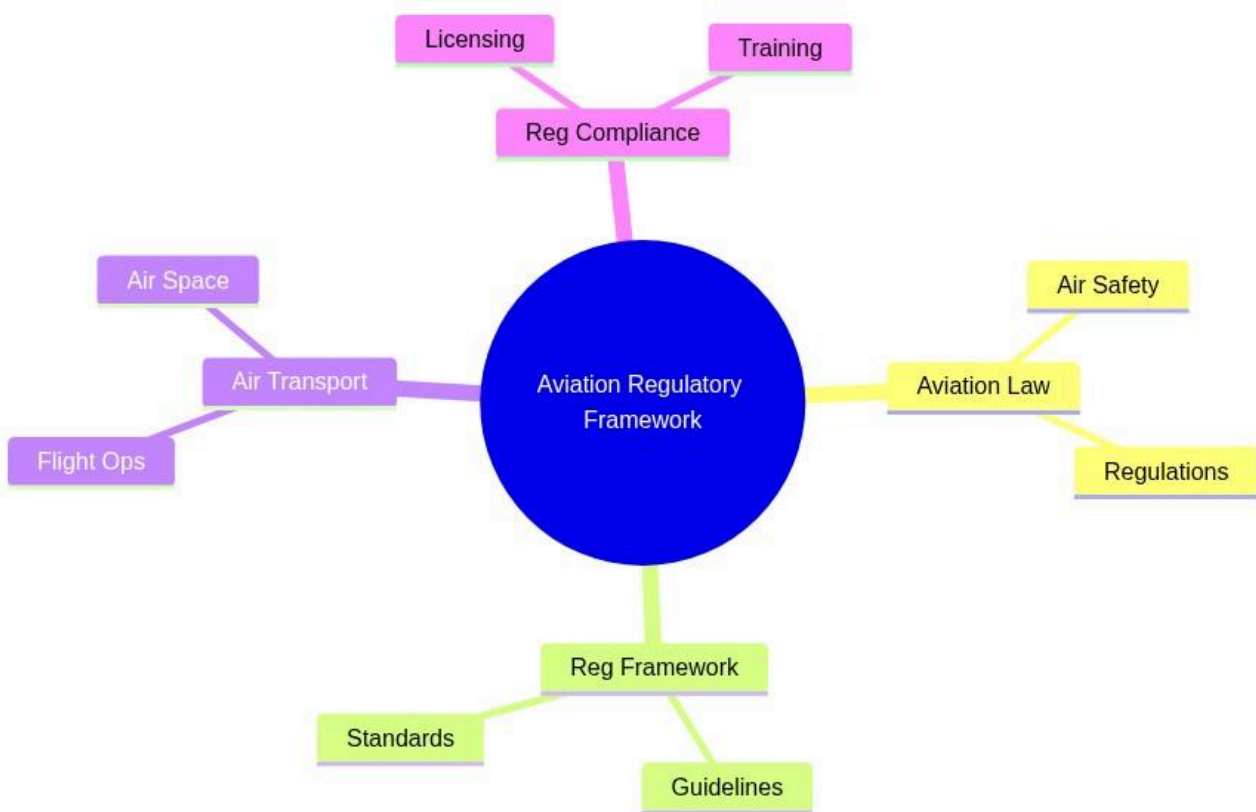 Licensing
Training
Reg Compliance
Air Space
Air Safety
Air Transport
Aviation Regulatory
Framework
Aviation Law
Flight Ops
Regulations
Reg Framework
Standards
Guidelines